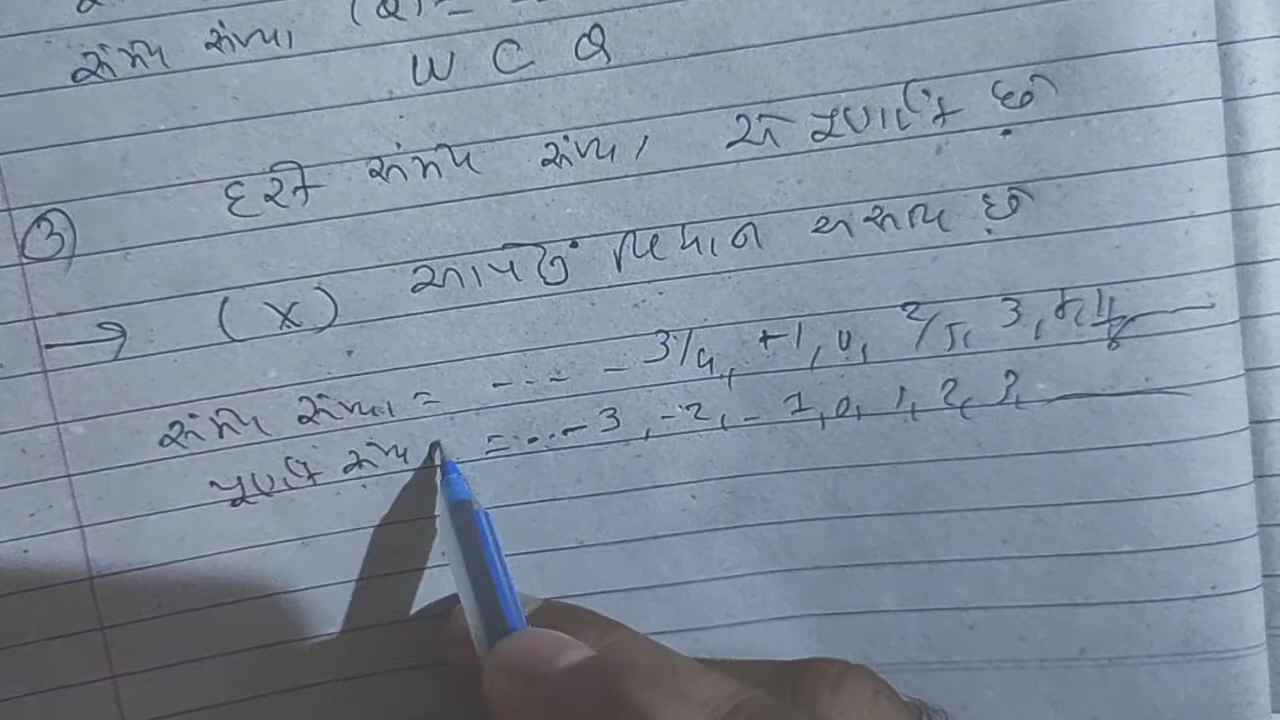 સંમેય સંખ્યા (Q) =
W C Q
③ દરેક સંમેય સંખ્યા એ પૂર્ણાંક છે.
→ (X) આપેલું વિધાન અસત્ય છે.
સંમેય સંખ્યા = ---- -3/4, +1, 0, 2/5, 3,
પૂર્ણાંક સંખ્યા = ...-3, -2, -1, 0, 1, 2, 3,